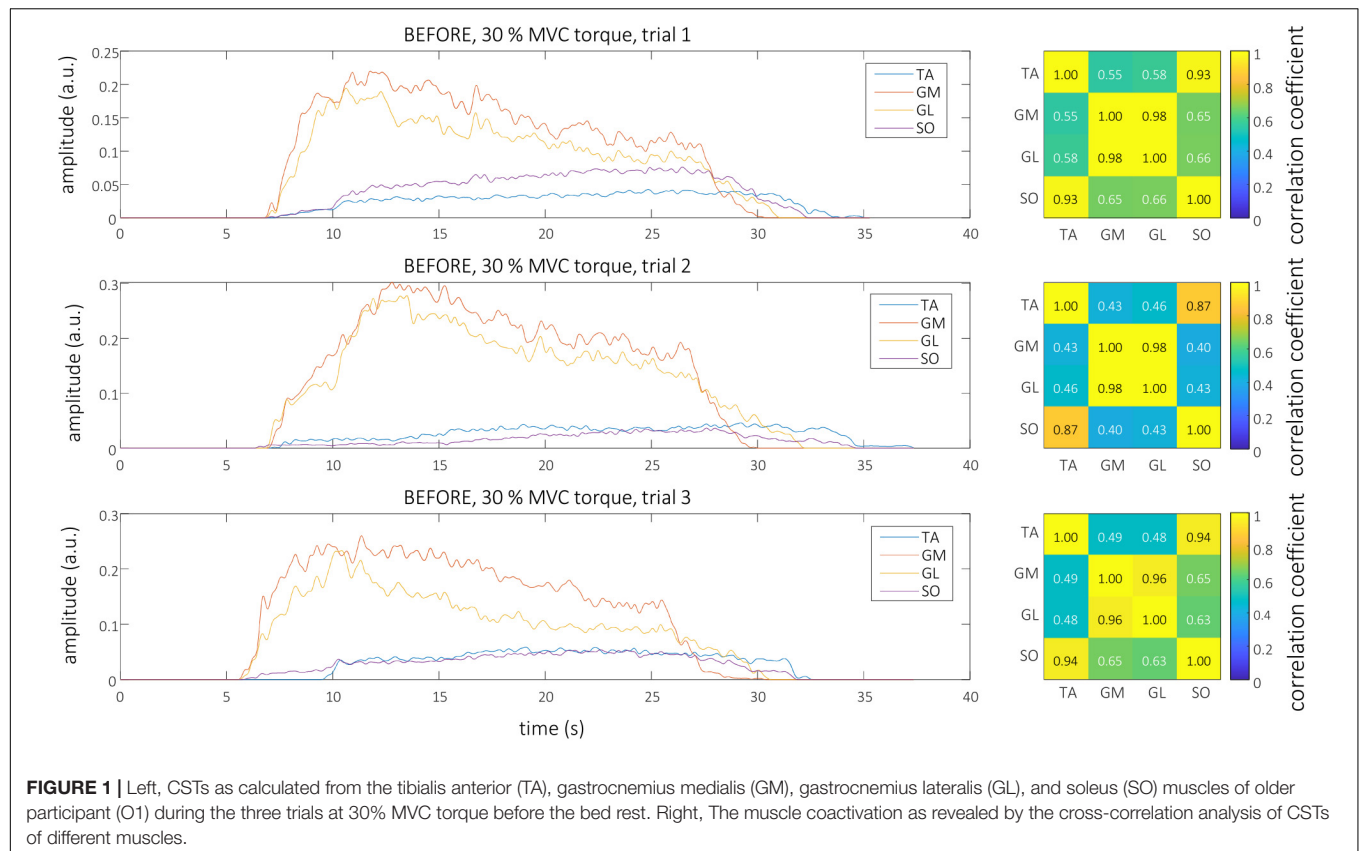 BEFORE, 30 % MVC torque, trial 1
amplitude (a.u.)
0.25
0.2
0.15
0.1
0.05
0
0 5 10 15 20 25 30 35 40
TA
GM
GL
SO
TA 1.00 0.55 0.58 0.93
GM 0.55 1.00 0.98 0.65
GL 0.58 0.98 1.00 0.66
SO 0.93 0.65 0.66 1.00
TA GM GL SO
1
0.8
0.6
0.4
0.2
0
correlation coefficient
BEFORE, 30 % MVC torque, trial 2
amplitude (a.u.)
0.3
0.2
0.1
0
0 5 10 15 20 25 30 35 40
TA
GM
GL
SO
TA 1.00 0.43 0.46 0.87
GM 0.43 1.00 0.98 0.40
GL 0.46 0.98 1.00 0.43
SO 0.87 0.40 0.43 1.00
TA GM GL SO
1
0.8
0.6
0.4
0.2
0
correlation coefficient
BEFORE, 30 % MVC torque, trial 3
amplitude (a.u.)
0.3
0.2
0.1
0
0 5 10 15 20 25 30 35 40
time (s)
TA
GM
GL
SO
TA 1.00 0.49 0.48 0.94
GM 0.49 1.00 0.96 0.65
GL 0.48 0.96 1.00 0.63
SO 0.94 0.65 0.63 1.00
TA GM GL SO
1
0.8
0.6
0.4
0.2
0
correlation coefficient
FIGURE 1 | Left, CSTs as calculated from the tibialis anterior (TA), gastrocnemius medialis (GM), gastrocnemius lateralis (GL), and soleus (SO) muscles of older
participant (O1) during the three trials at 30% MVC torque before the bed rest. Right, The muscle coactivation as revealed by the cross-correlation analysis of CSTs
of different muscles.